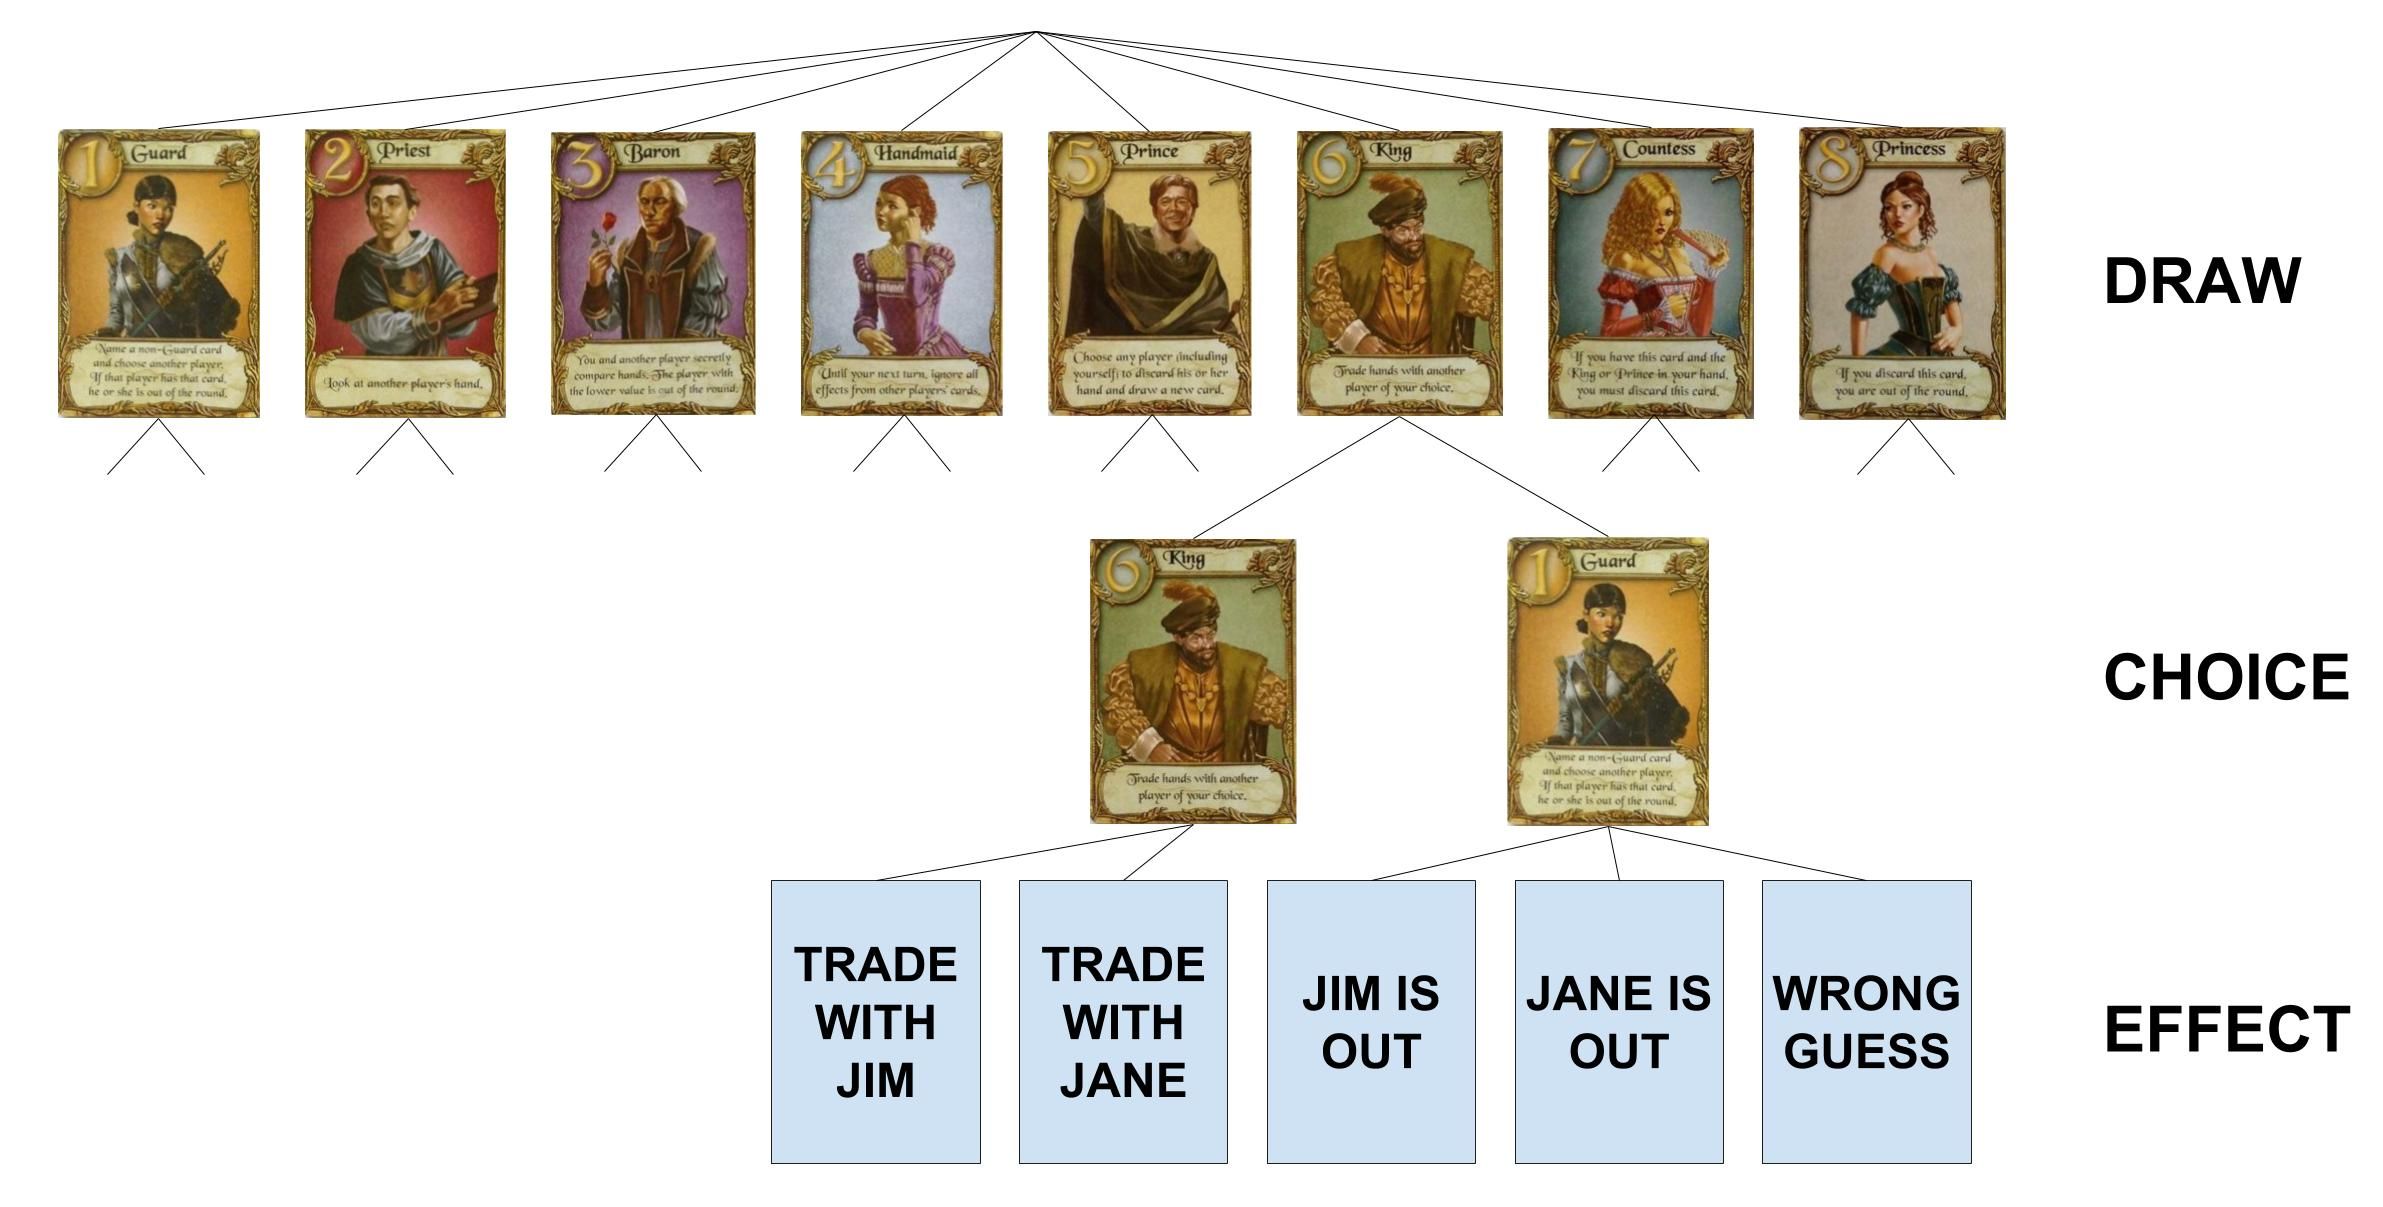 1 Guard
Name a non-Guard card
and choose another player.
If that player has that card,
he or she is out of the round.
2 Priest
Look at another player's hand.
3 Baron
You and another player secretly
compare hands. The player with
the lower value is out of the round.
4 Handmaid
Until your next turn, ignore all
effects from other players' cards.
5 Prince
Choose any player (including
yourself) to discard his or her
hand and draw a new card.
6 King
Trade hands with another
player of your choice.
7 Countess
If you have this card and the
King or Prince in your hand,
you must discard this card.
8 Princess
If you discard this card,
you are out of the round.
DRAW
6 King
Trade hands with another
player of your choice.
1 Guard
Name a non-Guard card
and choose another player.
If that player has that card,
he or she is out of the round.
CHOICE
TRADE
WITH
JIM
TRADE
WITH
JANE
JIM IS
OUT
JANE IS
OUT
WRONG
GUESS
EFFECT